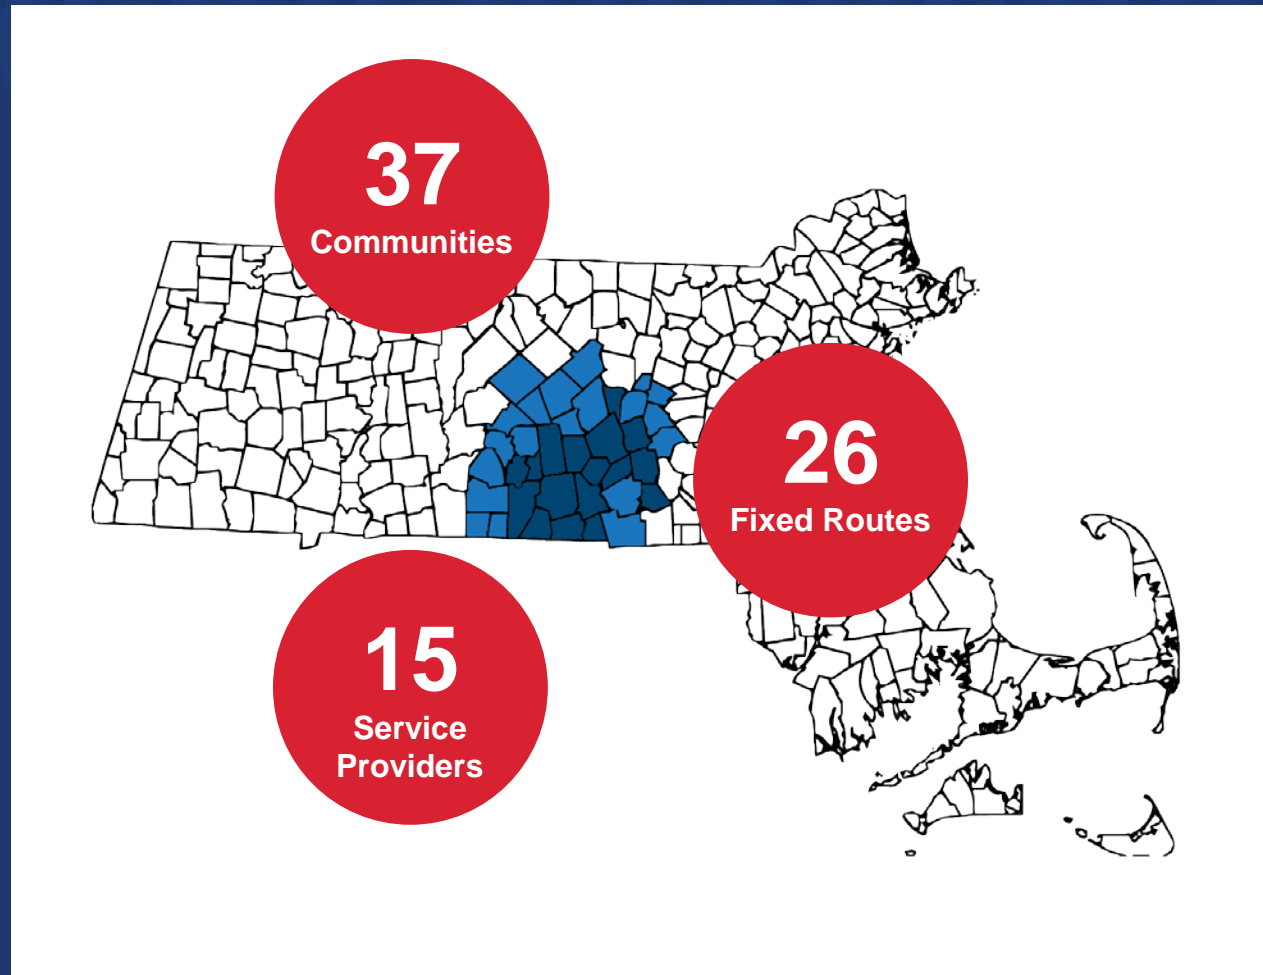 37
Communities
26
Fixed Routes
15
Service
Providers